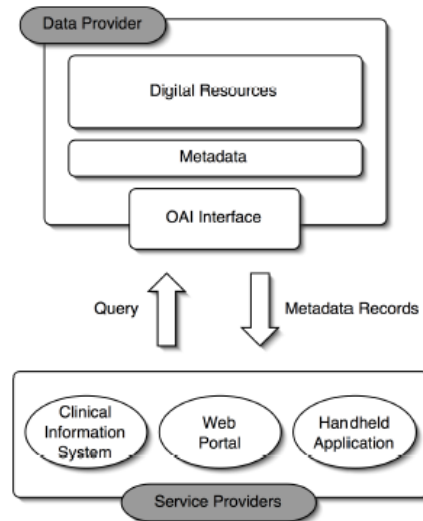 Data Provider
Digital Resources
Metadata
OAI Interface
Query
Metadata Records
Clinical
Information
System
Web
Portal
Handheld
Application
Service Providers